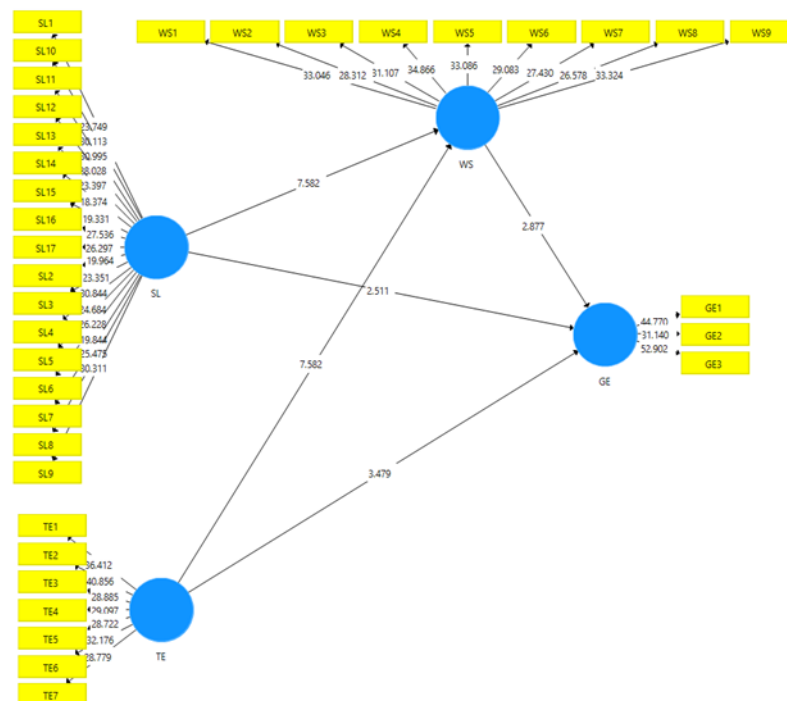 SL1
SL10
SL11
SL12
SL13
SL14
SL15
SL16
SL17
SL2
SL3
SL4
SL5
SL6
SL7
SL8
SL9
23.749
30.113
30.995
38.028
23.397
18.374
19.331
27.536
26.297
19.964
23.351
30.844
24.684
26.228
19.844
25.475
30.311
SL
WS1
WS2
WS3
WS4
WS5
WS6
WS7
WS8
WS9
33.046
28.312
31.107
34.866
33.086
29.083
27.430
26.578
33.324
WS
7.582
2.877
2.511
7.582
3.479
GE1
GE2
GE3
44.770
31.140
52.902
GE
TE1
TE2
TE3
TE4
TE5
TE6
TE7
36.412
40.856
28.885
29.097
28.722
32.176
28.779
TE